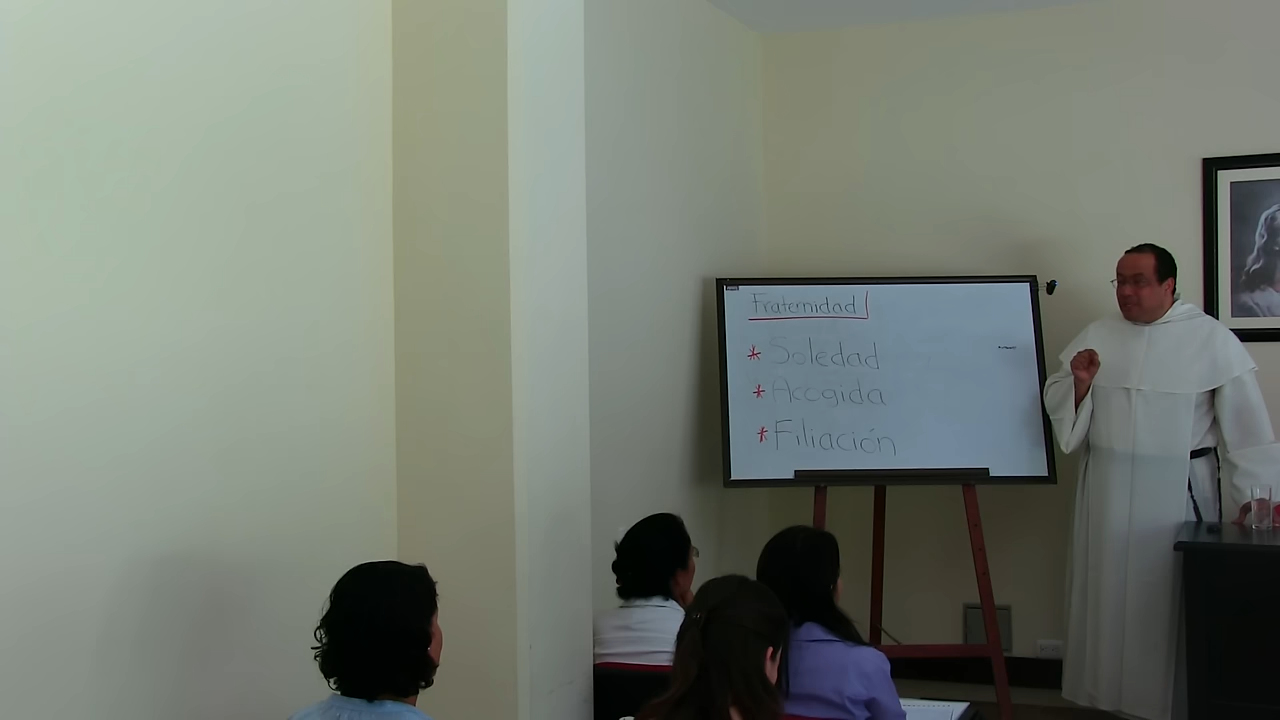 Fraternidad
* Soledad
* Acogida
* Filiación